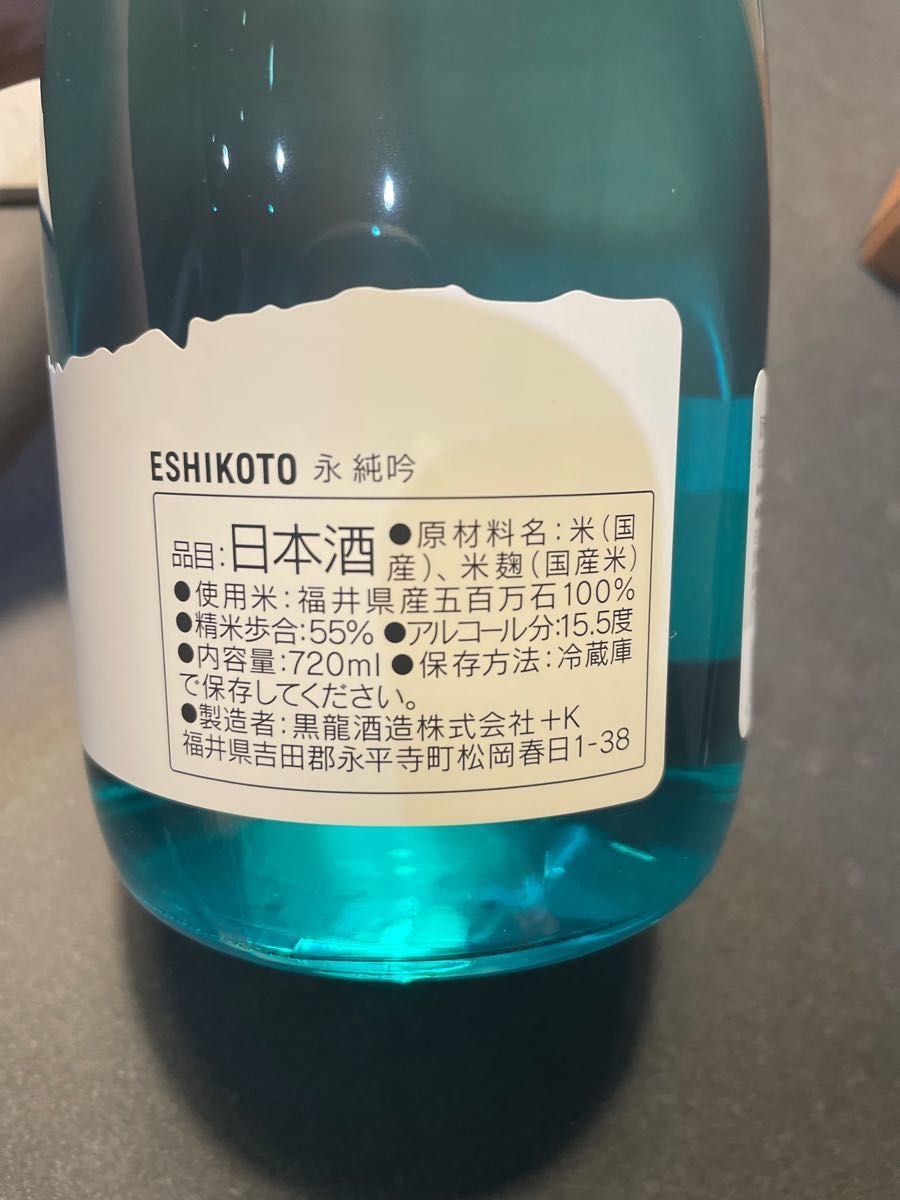 ESHIKOTO 永 純吟
品目:日本酒 ●原材料名:米(国
産)、米麹(国産米)
●使用米:福井県産五百万石100%
●精米歩合:55% ●アルコール分:15.5度
●内容量:720ml ●保存方法:冷蔵庫
で保存してください。
●製造者:黒龍酒造株式会社+K
福井県吉田郡永平寺町松岡春日1-38